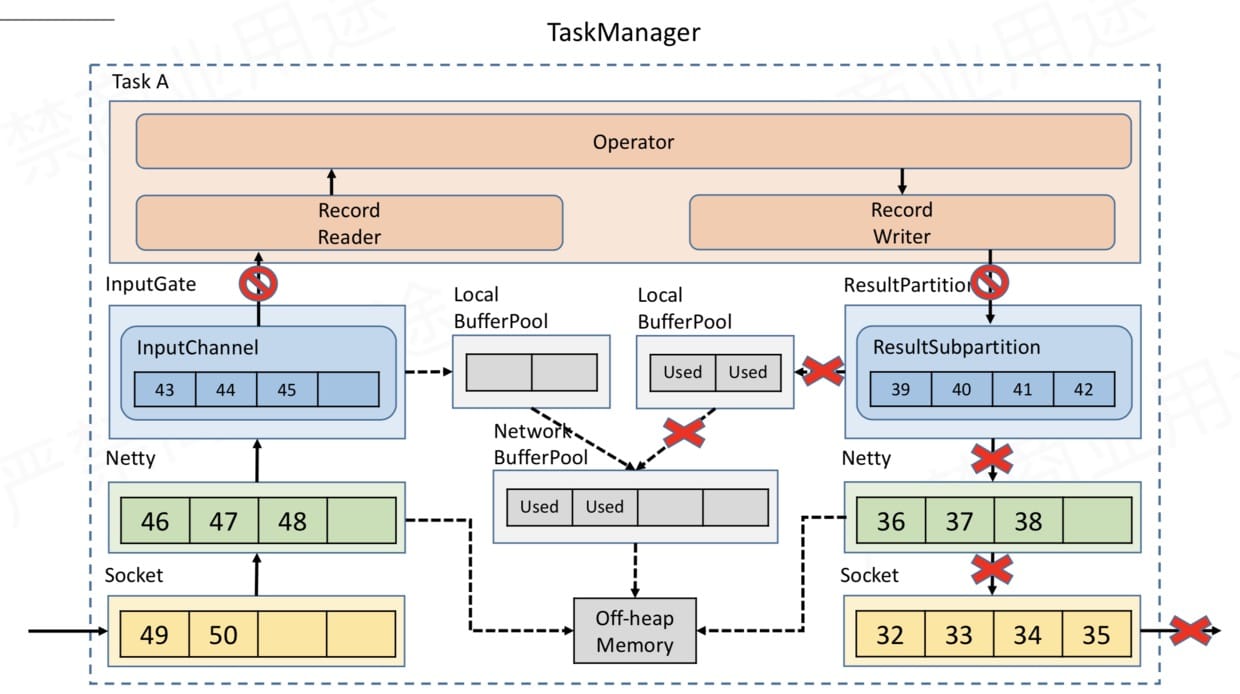 TaskManager
Task A
Operator
Record
Reader
Record
Writer
InputGate
ResultPartition
Local
BufferPool
Local
BufferPool
InputChannel
43 44 45
Used Used
ResultSubpartition
39 40 41 42
Network
BufferPool
Netty
Netty
46 47 48
Used Used
36 37 38
Socket
Socket
49 50
Off-heap
Memory
32 33 34 35